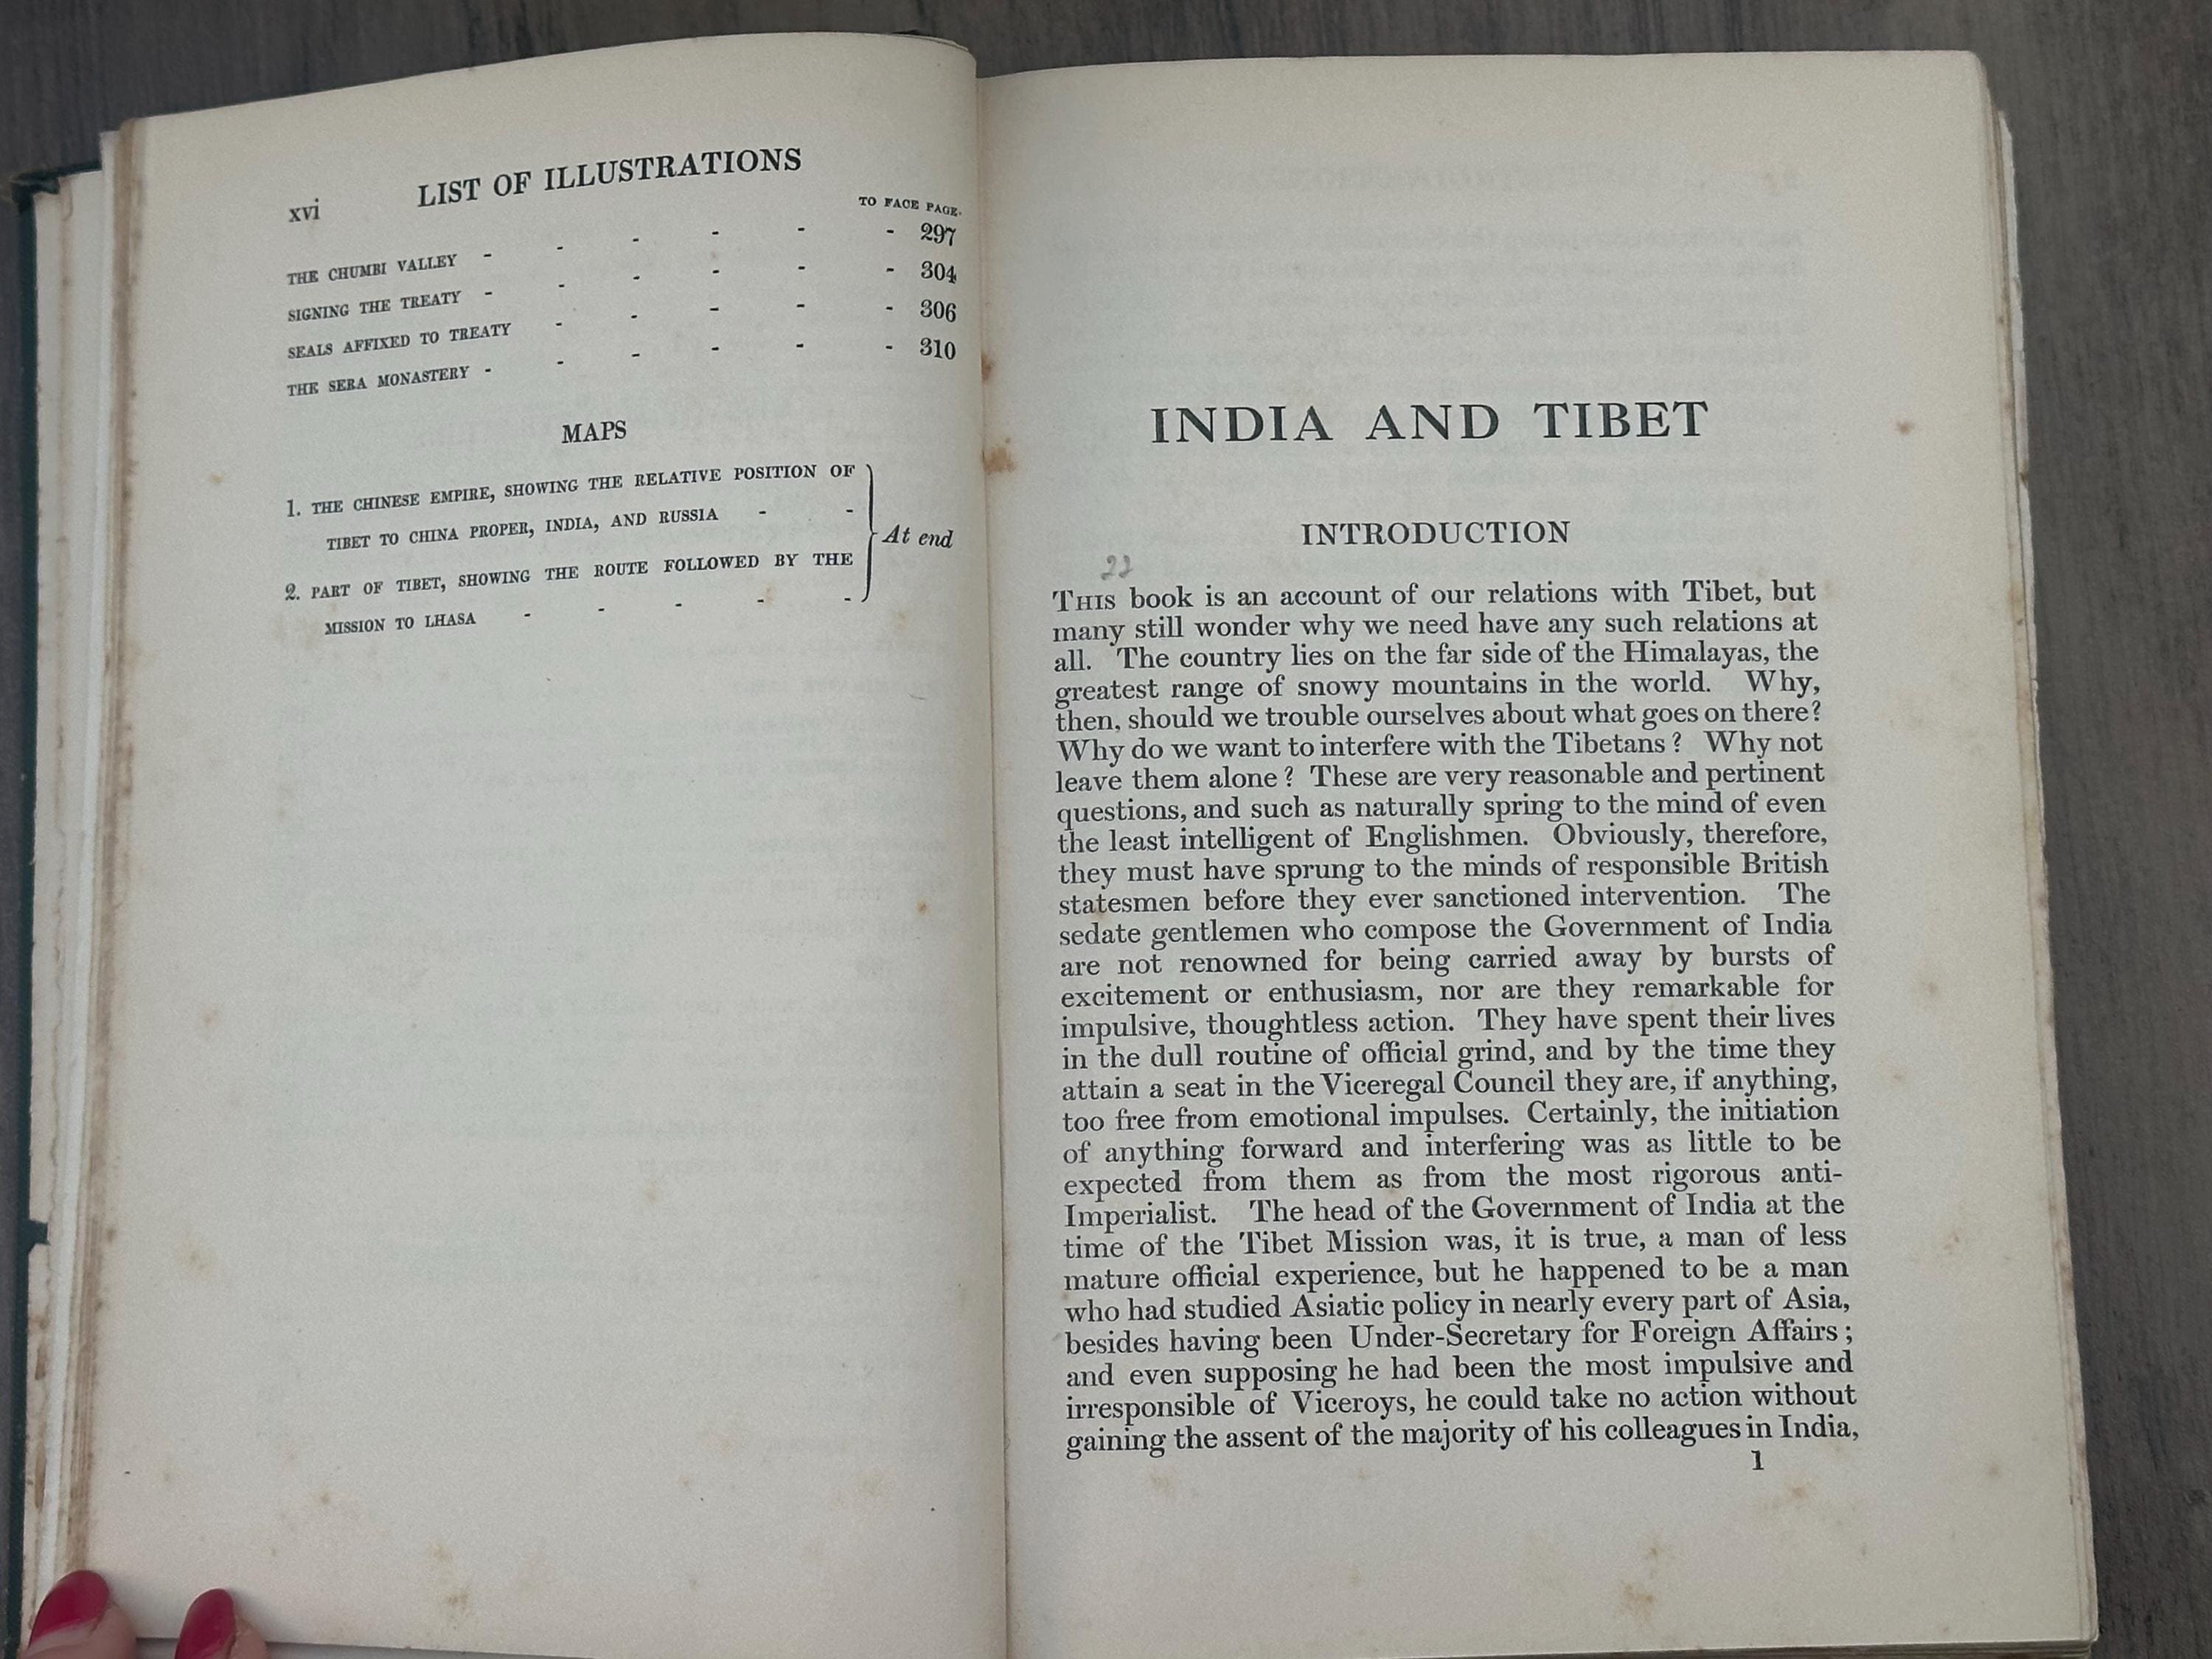 xvi LIST OF ILLUSTRATIONS
TO FACE PAGE
THE CHUMBI VALLEY - - - - - - 297
SIGNING THE TREATY - - - - - - 304
SEALS AFFIXED TO TREATY - - - - - 306
THE SERA MONASTERY - - - - - - 310
MAPS
1. THE CHINESE EMPIRE, SHOWING THE RELATIVE POSITION OF
TIBET TO CHINA PROPER, INDIA, AND RUSSIA - -
2. PART OF TIBET, SHOWING THE ROUTE FOLLOWED BY THE
MISSION TO LHASA - - - - -
At end
INDIA AND TIBET
INTRODUCTION
22
THIS book is an account of our relations with Tibet, but
many still wonder why we need have any such relations at
all. The country lies on the far side of the Himalayas, the
greatest range of snowy mountains in the world. Why,
then, should we trouble ourselves about what goes on there?
Why do we want to interfere with the Tibetans? Why not
leave them alone? These are very reasonable and pertinent
questions, and such as naturally spring to the mind of even
the least intelligent of Englishmen. Obviously, therefore,
they must have sprung to the minds of responsible British
statesmen before they ever sanctioned intervention. The
sedate gentlemen who compose the Government of India
are not renowned for being carried away by bursts of
excitement or enthusiasm, nor are they remarkable for
impulsive, thoughtless action. They have spent their lives
in the dull routine of official grind, and by the time they
attain a seat in the Viceregal Council they are, if anything,
too free from emotional impulses. Certainly, the initiation
of anything forward and interfering was as little to be
expected from them as from the most rigorous anti-
Imperialist. The head of the Government of India at the
time of the Tibet Mission was, it is true, a man of less
mature official experience, but he happened to be a man
who had studied Asiatic policy in nearly every part of Asia,
besides having been Under-Secretary for Foreign Affairs;
and even supposing he had been the most impulsive and
irresponsible of Viceroys, he could take no action without
gaining the assent of the majority of his colleagues in India,
1